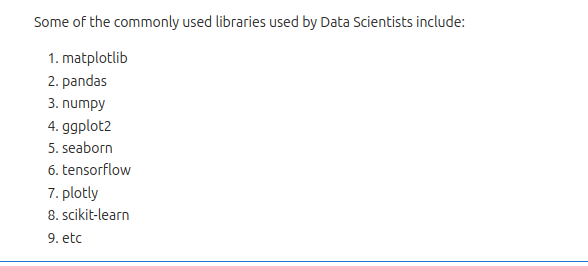 Some of the commonly used libraries used by Data Scientists include:
1. matplotlib
2. pandas
3. numpy
4. ggplot2
5. seaborn
6. tensorflow
7. plotly
8. scikit-learn
9. etc